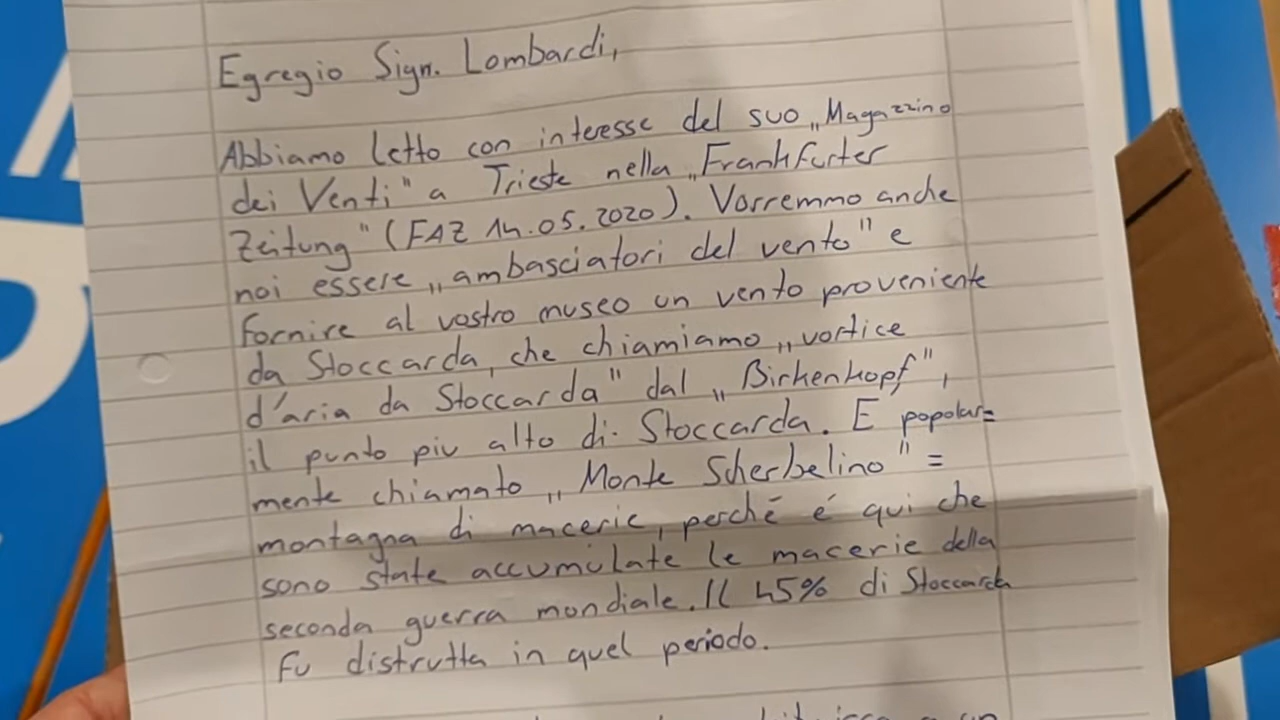 Egregio Sign. Lombardi,
Abbiamo letto con interesse del suo „Magazzino
dei Venti" a Trieste nella „Frankfurter
Zeitung" (FAZ 14.05.2020). Vorremmo anche
noi essere „ambasciatori del vento" e
fornire al vostro museo un vento proveniente
da Stoccarda, che chiamiamo „vortice
d'aria da Stoccarda" dal „Birkenkopf",
il punto piu alto di Stoccarda. E popolar=
mente chiamato „Monte Scherbelino" =
montagna di macerie, perché é qui che
sono state accumulate le macerie della
seconda guerra mondiale. Il 45% di Stoccarda
fu distrutta in quel periodo.